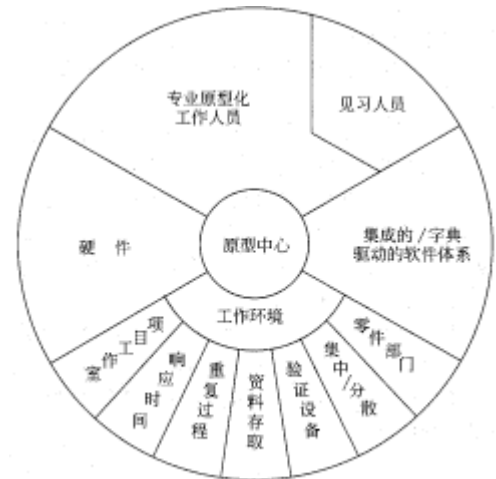 专业原型化
工作人员
见习人员
硬 件
原型中心
集成的/字典
驱动的软件体系
工作环境
项目工作室
响应时间
重复过程
资料存取
验证设备
集中/分散
零件部门